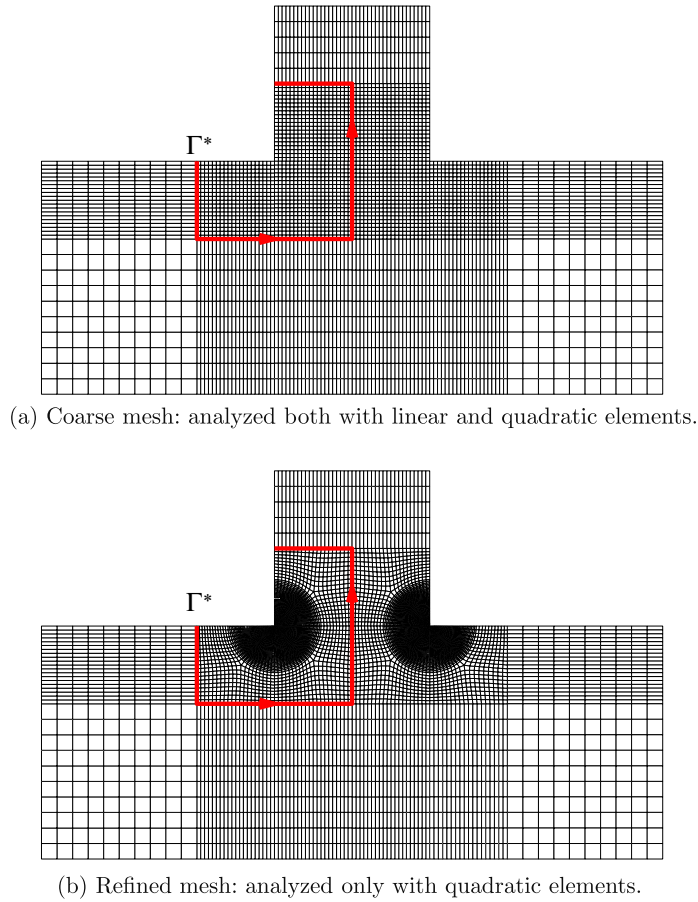 Γ*
(a) Coarse mesh: analyzed both with linear and quadratic elements.
Γ*
(b) Refined mesh: analyzed only with quadratic elements.